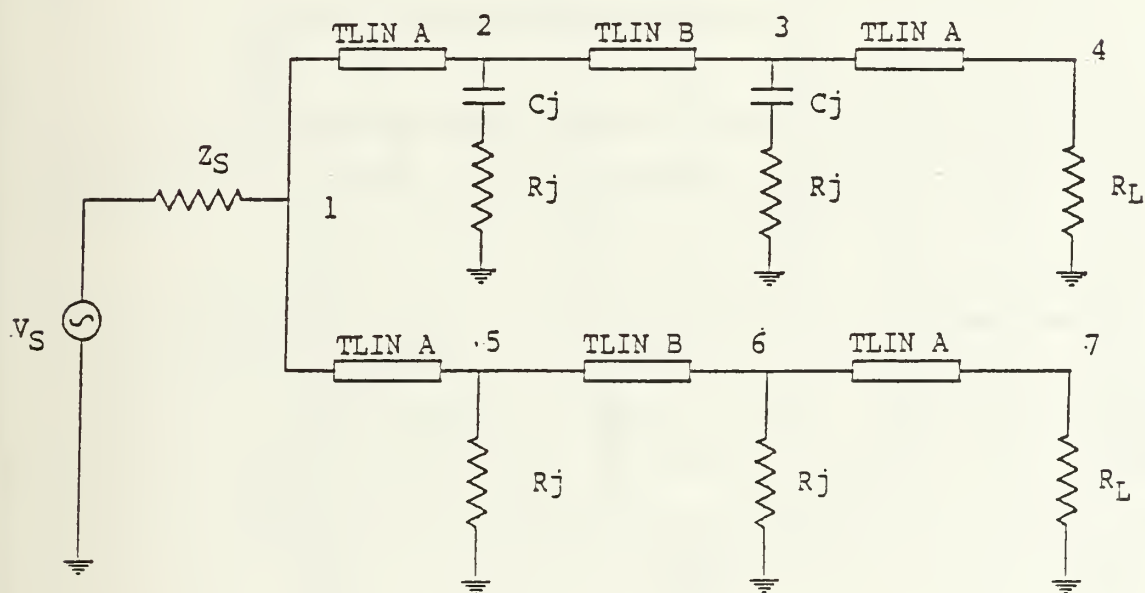 TLIN A 2 TLIN B 3 TLIN A 4
Cj Cj
Rj Rj RL
ZS
1
VS
TLIN A 5 TLIN B 6 TLIN A 7
Rj Rj RL